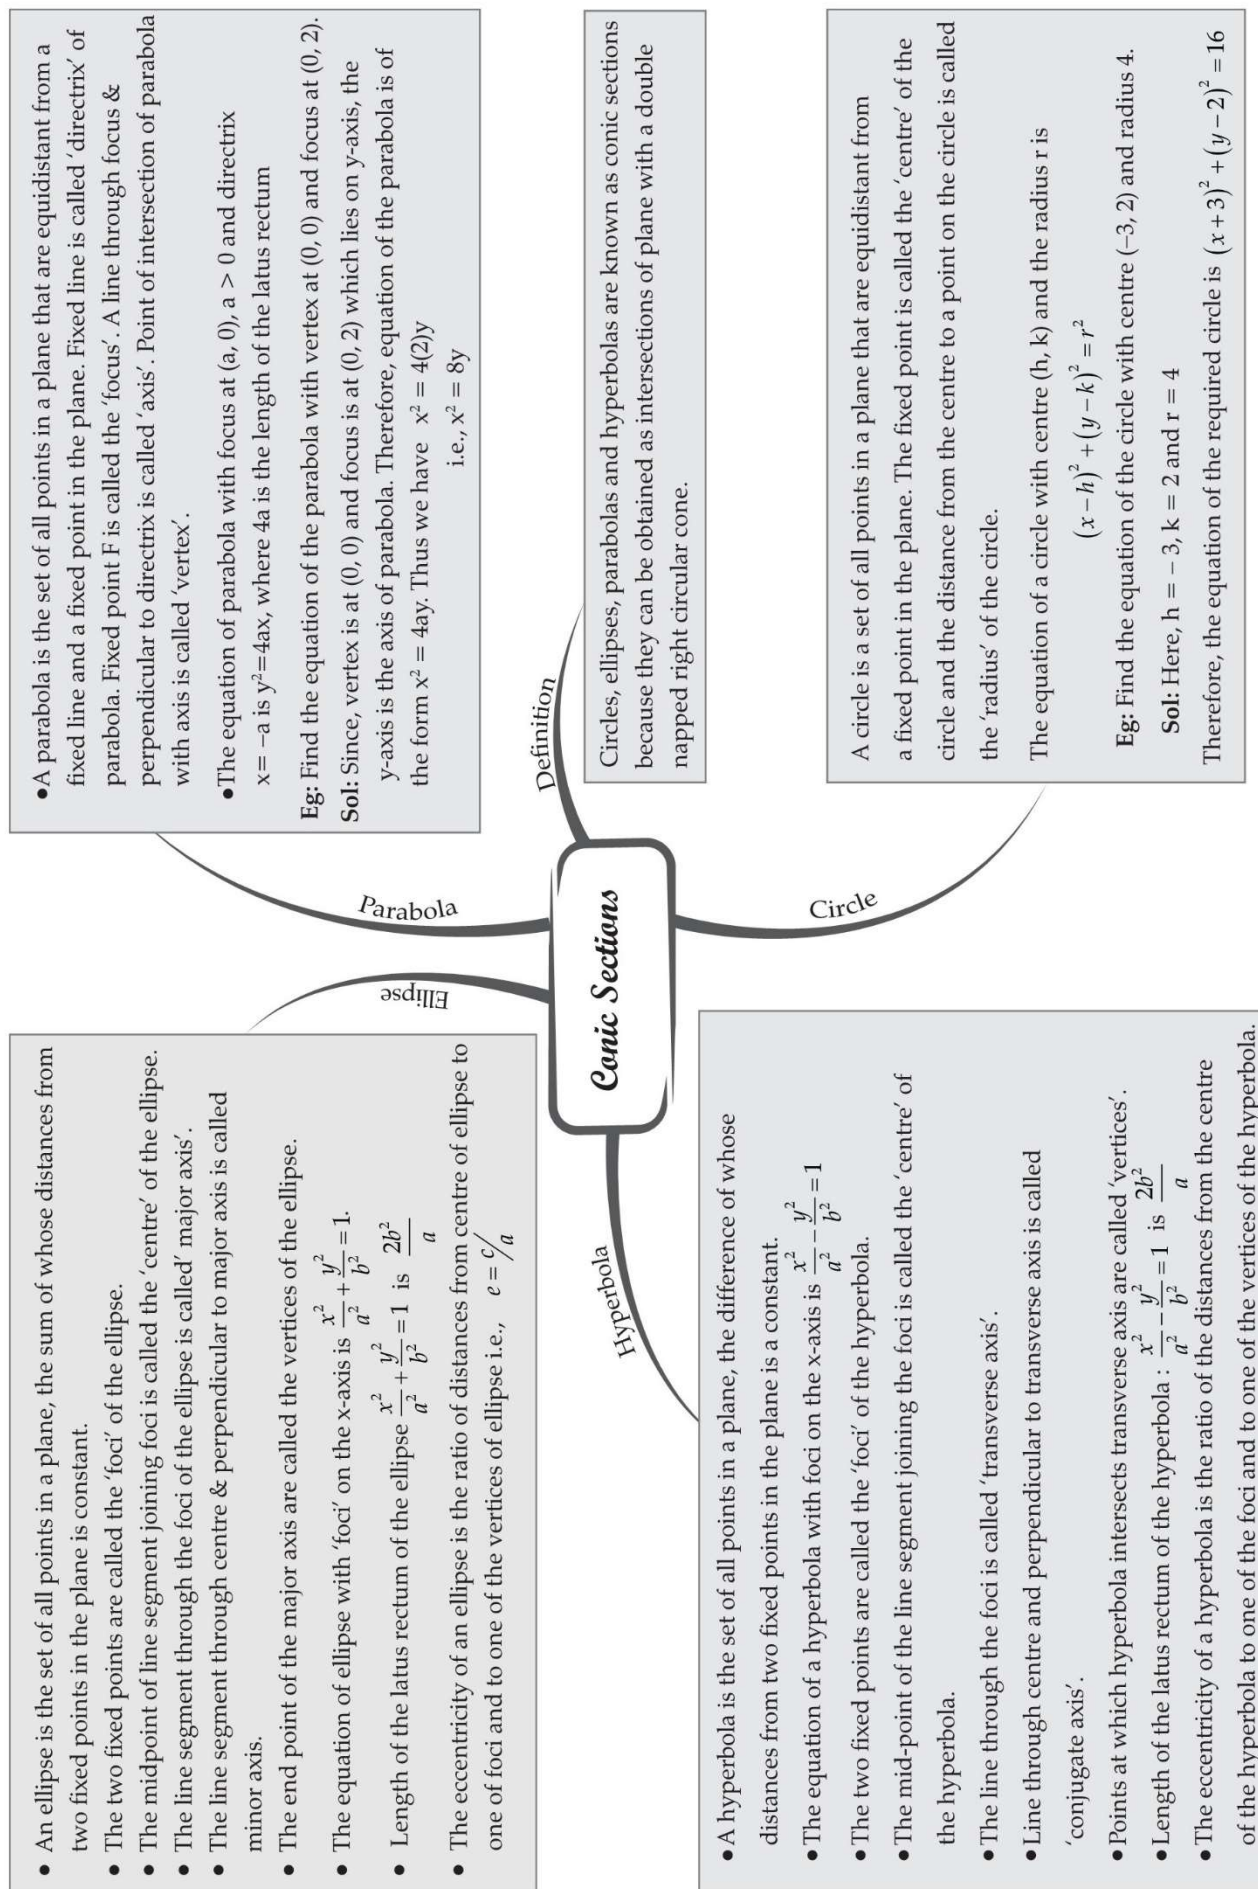 ● An ellipse is the set of all points in a plane, the sum of whose distances from
two fixed points in the plane is constant.
● The two fixed points are called the ‘foci’ of the ellipse.
● The midpoint of line segment joining foci is called the ‘centre’ of the ellipse.
● The line segment through the foci of the ellipse is called’ major axis’.
● The line segment through centre & perpendicular to major axis is called
minor axis.
● The end point of the major axis are called the vertices of the ellipse.
● The equation of ellipse with ‘foci’ on the x-axis is x²/a² + y²/b² = 1.
● Length of the latus rectum of the ellipse x²/a² + y²/b² = 1 is 2b²/a
● The eccentricity of an ellipse is the ratio of distances from centre of ellipse to
one of foci and to one of the vertices of ellipse i.e., e = c/a
Ellipse
●A parabola is the set of all points in a plane that are equidistant from a
fixed line and a fixed point in the plane. Fixed line is called ‘directrix’ of
parabola. Fixed point F is called the ‘focus’. A line through focus &
perpendicular to directrix is called ‘axis’. Point of intersection of parabola
with axis is called ‘vertex’.
●The equation of parabola with focus at (a, 0), a > 0 and directrix
x= −a is y²=4ax, where 4a is the length of the latus rectum
Eg: Find the equation of the parabola with vertex at (0, 0) and focus at (0, 2).
Sol: Since, vertex is at (0, 0) and focus is at (0, 2) which lies on y-axis, the
y-axis is the axis of parabola. Therefore, equation of the parabola is of
the form x² = 4ay. Thus we have x² = 4(2)y
i.e., x² = 8y
Parabola
Conic Sections
Definition
Circles, ellipses, parabolas and hyperbolas are known as conic sections
because they can be obtained as intersections of plane with a double
napped right circular cone.
Hyperbola
● A hyperbola is the set of all points in a plane, the difference of whose
distances from two fixed points in the plane is a constant.
●The equation of a hyperbola with foci on the x-axis is x²/a² − y²/b² = 1
●The two fixed points are called the ‘foci’ of the hyperbola.
●The mid-point of the line segment joining the foci is called the ‘centre’ of
the hyperbola.
●The line through the foci is called ‘transverse axis’.
●Line through centre and perpendicular to transverse axis is called
‘conjugate axis’.
●Points at which hyperbola intersects transverse axis are called ‘vertices’.
●Length of the latus rectum of the hyperbola : x²/a² − y²/b² = 1 is 2b²/a
●The eccentricity of a hyperbola is the ratio of the distances from the centre
of the hyperbola to one of the foci and to one of the vertices of the hyperbola.
Circle
A circle is a set of all points in a plane that are equidistant from
a fixed point in the plane. The fixed point is called the ‘centre’ of the
circle and the distance from the centre to a point on the circle is called
the ‘radius’ of the circle.
The equation of a circle with centre (h, k) and the radius r is
(x − h)² + (y − k)² = r²
Eg: Find the equation of the circle with centre (−3, 2) and radius 4.
Sol: Here, h = −3, k = 2 and r = 4
Therefore, the equation of the required circle is (x + 3)² + (y − 2)² = 16